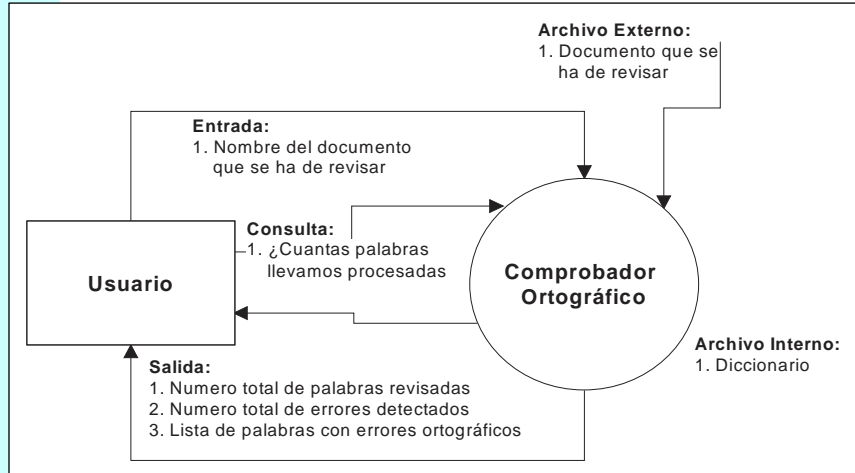 Archivo Externo:
1. Documento que se
ha de revisar
Entrada:
1. Nombre del documento
que se ha de revisar
Consulta:
1. ¿Cuantas palabras
llevamos procesadas
Usuario
Comprobador
Ortográfico
Archivo Interno:
1. Diccionario
Salida:
1. Numero total de palabras revisadas
2. Numero total de errores detectados
3. Lista de palabras con errores ortográficos